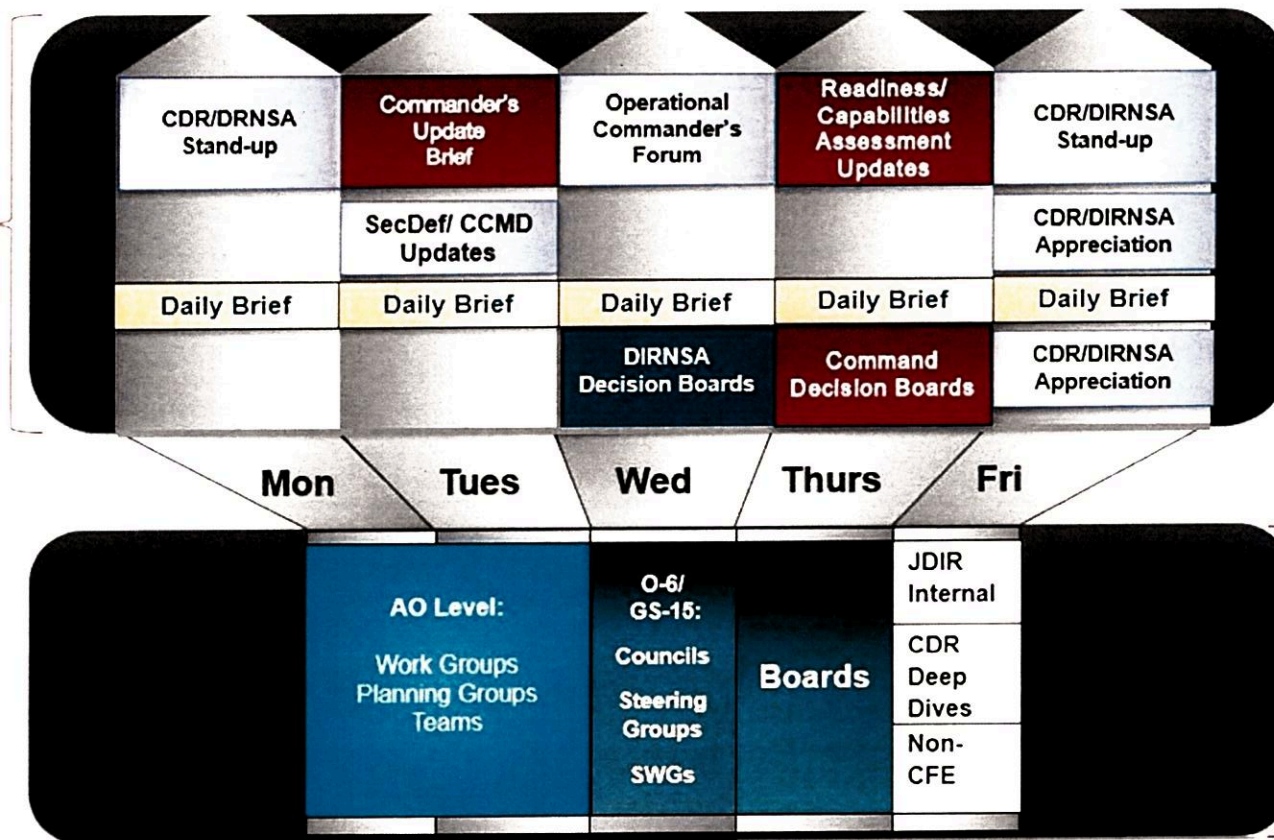 CDR/DRNSA
Stand-up
Commander's
Update
Brief
Operational
Commander's
Forum
Readiness/
Capabilities
Assessment
Updates
CDR/DIRNSA
Stand-up
SecDef/ CCMD
Updates
CDR/DIRNSA
Appreciation
Daily Brief
Daily Brief
Daily Brief
Daily Brief
Daily Brief
DIRNSA
Decision Boards
Command
Decision Boards
CDR/DIRNSA
Appreciation
Mon
Tues
Wed
Thurs
Fri
AO Level:
Work Groups
Planning Groups
Teams
O-6/
GS-15:
Councils
Steering
Groups
SWGs
Boards
JDIR
Internal
CDR
Deep
Dives
Non-
CFE